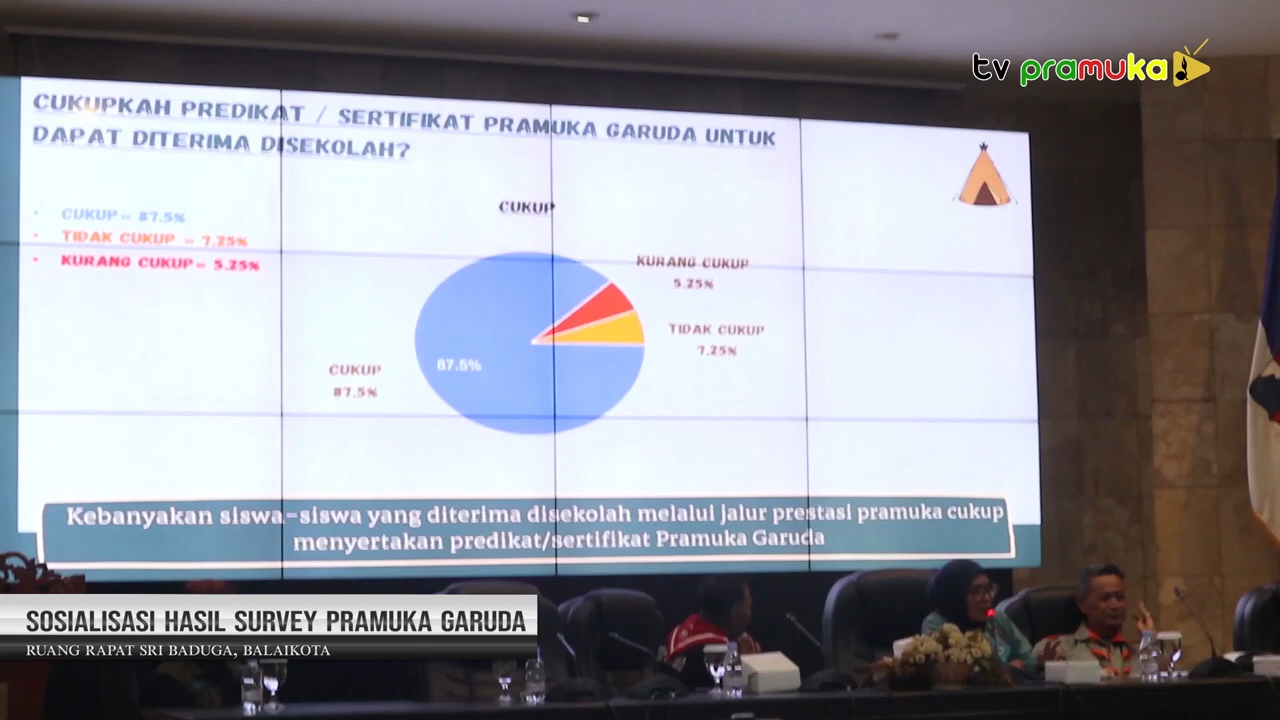 tv pramuka
CUKUPKAH PREDIKAT / SERTIFIKAT PRAMUKA GARUDA UNTUK
DAPAT DITERIMA DISEKOLAH?
• CUKUP = 87.5%
• TIDAK CUKUP = 7.25%
• KURANG CUKUP = 5.25%
CUKUP
KURANG CUKUP
5.25%
TIDAK CUKUP
7.25%
87.5%
CUKUP
87.5%
Kebanyakan siswa-siswa yang diterima disekolah melalui jalur prestasi pramuka cukup
menyertakan predikat/sertifikat Pramuka Garuda
SOSIALISASI HASIL SURVEY PRAMUKA GARUDA
RUANG RAPAT SRI BADUGA, BALAIKOTA